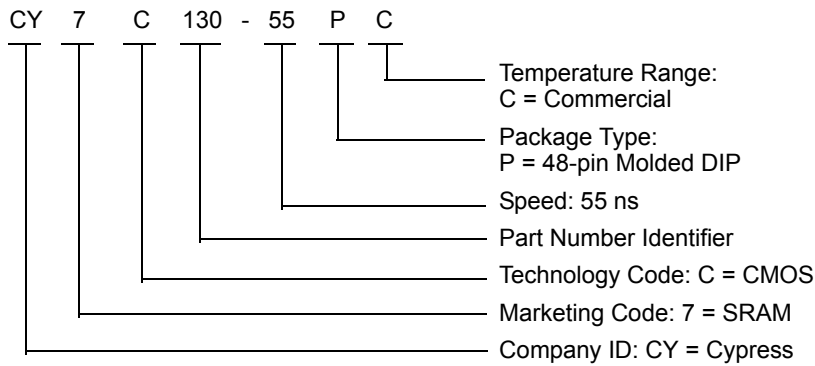 CY 7 C 130 - 55 P C
Temperature Range:
C = Commercial
Package Type:
P = 48-pin Molded DIP
Speed: 55 ns
Part Number Identifier
Technology Code: C = CMOS
Marketing Code: 7 = SRAM
Company ID: CY = Cypress